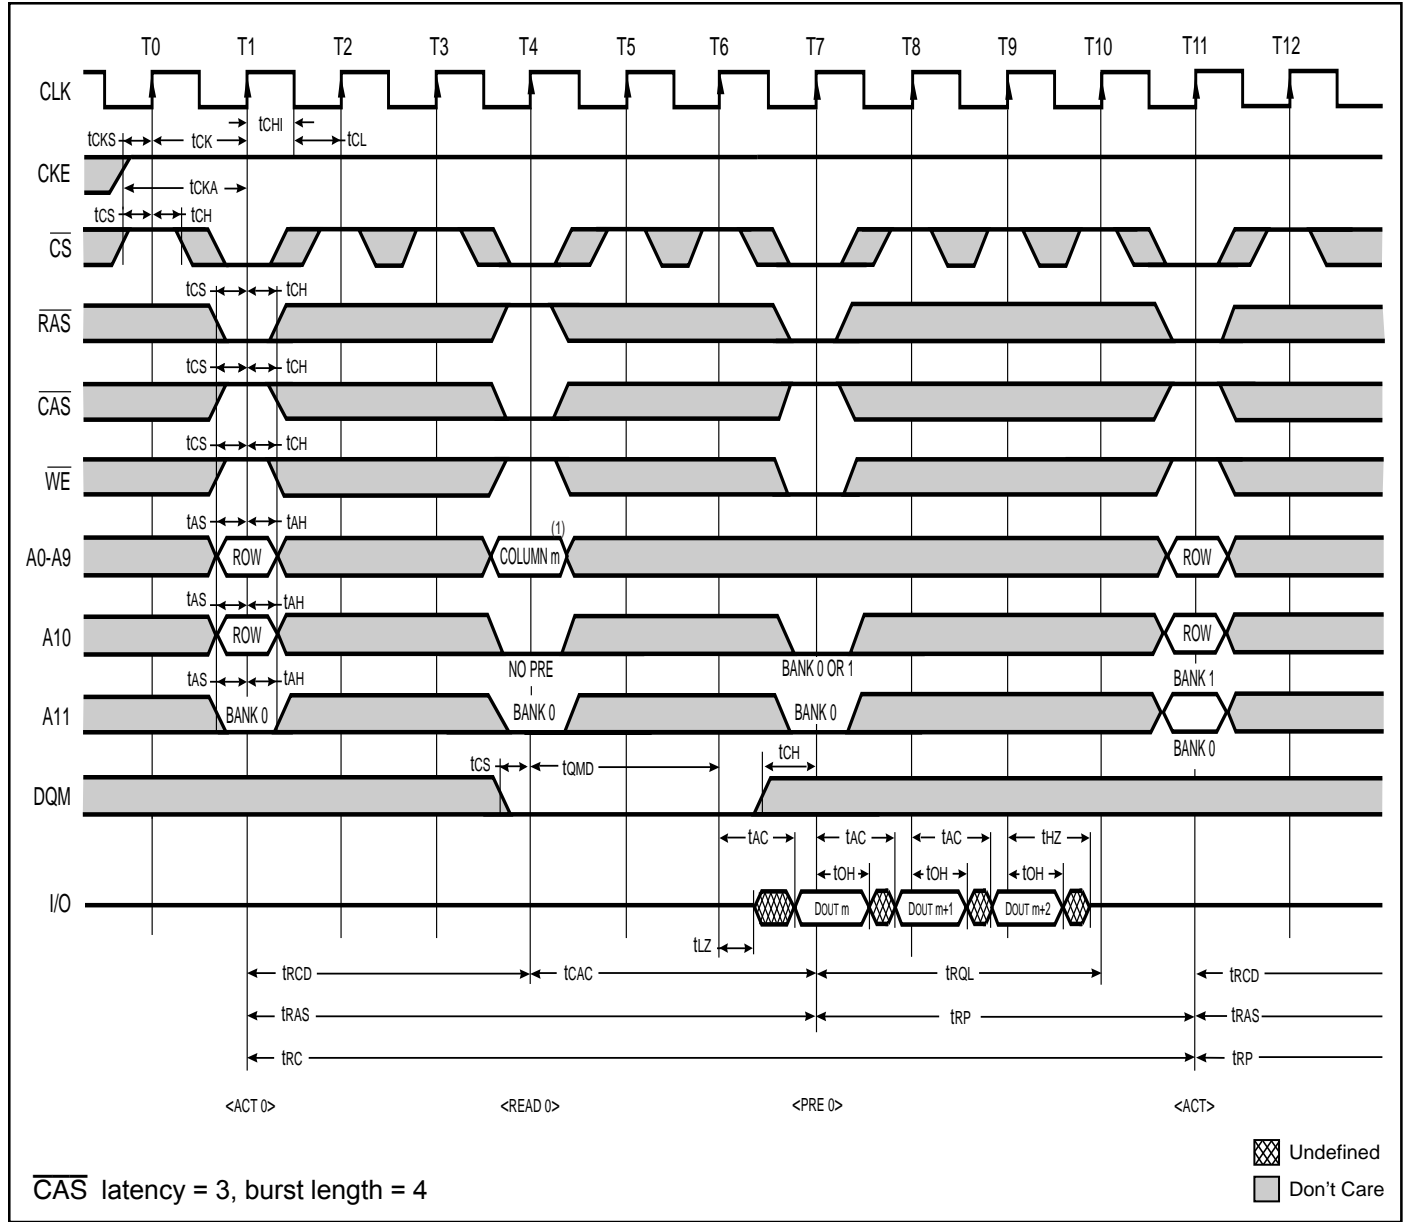 T0 T1 T2 T3 T4 T5 T6 T7 T8 T9 T10 T11 T12
CLK
tCHI
tCKS tCK tCL
CKE
tCKA
tCS tCH
CS
tCS tCH
RAS
tCS tCH
CAS
tCS tCH
WE
tAS tAH (1)
A0-A9 ROW COLUMN m ROW
tAS tAH
A10 ROW ROW
NO PRE BANK 0 OR 1 BANK 1
tAS tAH
A11 BANK 0 BANK 0 BANK 0
BANK 0
tCS tQMD tCH
DQM
tAC tAC tAC tHZ
tOH tOH tOH
I/O DOUT m DOUT m+1 DOUT m+2
tLZ
tRCD tCAC tRQL tRCD
tRAS tRP tRAS
tRC tRP
<ACT 0> <READ 0> <PRE 0> <ACT>
Undefined
CAS latency = 3, burst length = 4
Don't Care